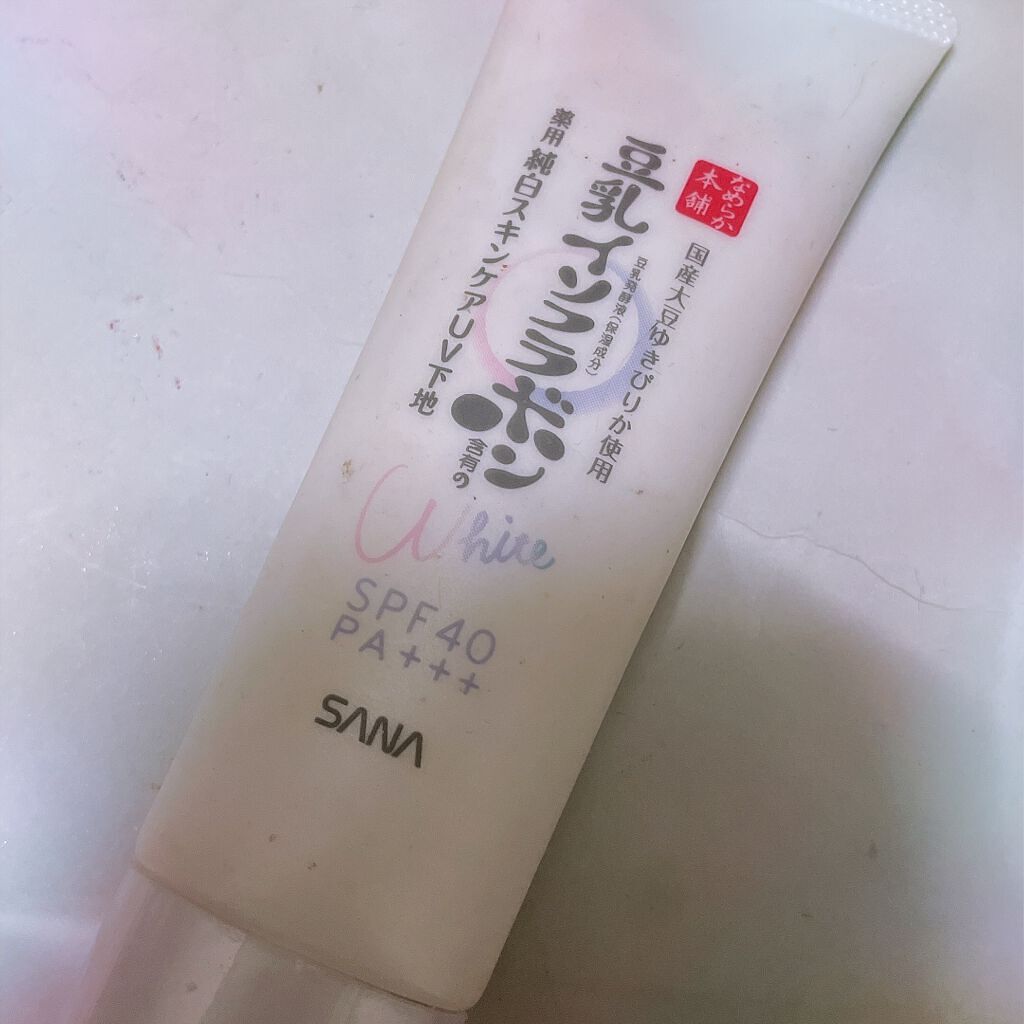 なめらか
本舗
国産大豆ゆきぴりか使用
豆乳発酵液(保湿成分)
豆乳イソフラボン
含有の
薬用 純白スキンケアUV下地
White
SPF40
PA+++
SANA